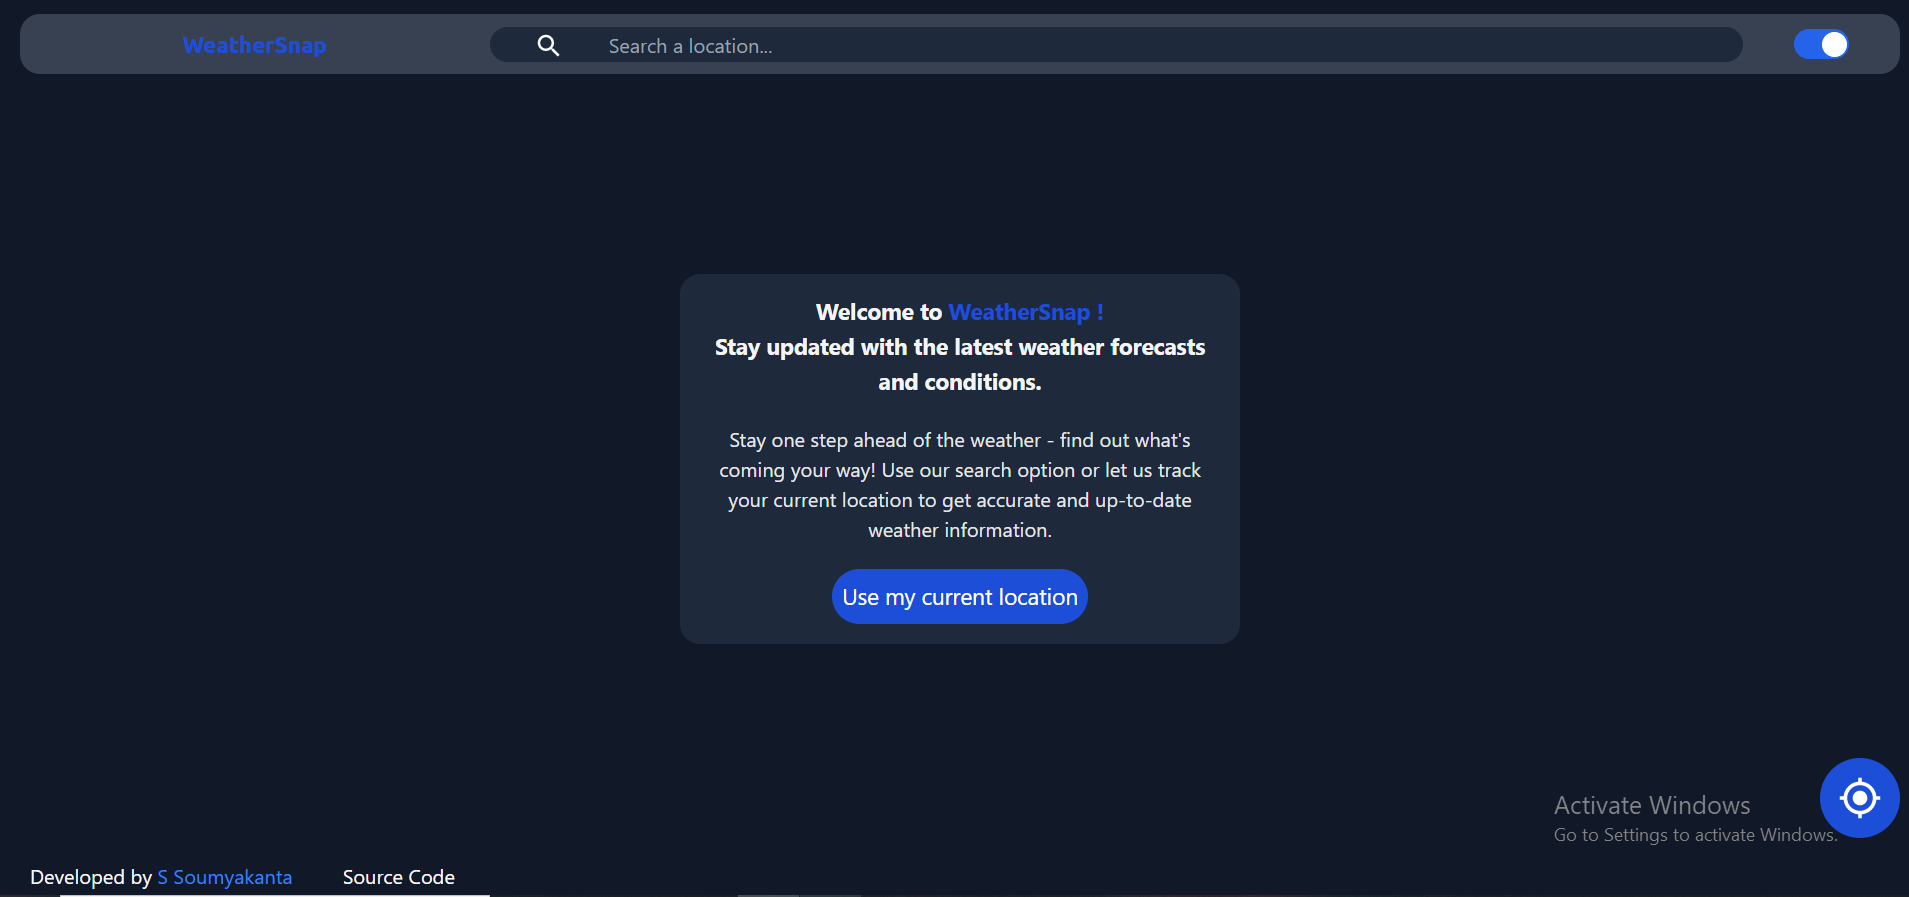 WeatherSnap
Search a location...
Welcome to WeatherSnap !
Stay updated with the latest weather forecasts
and conditions.
Stay one step ahead of the weather - find out what's
coming your way! Use our search option or let us track
your current location to get accurate and up-to-date
weather information.
Use my current location
Activate Windows
Go to Settings to activate Windows.
Developed by S Soumyakanta
Source Code